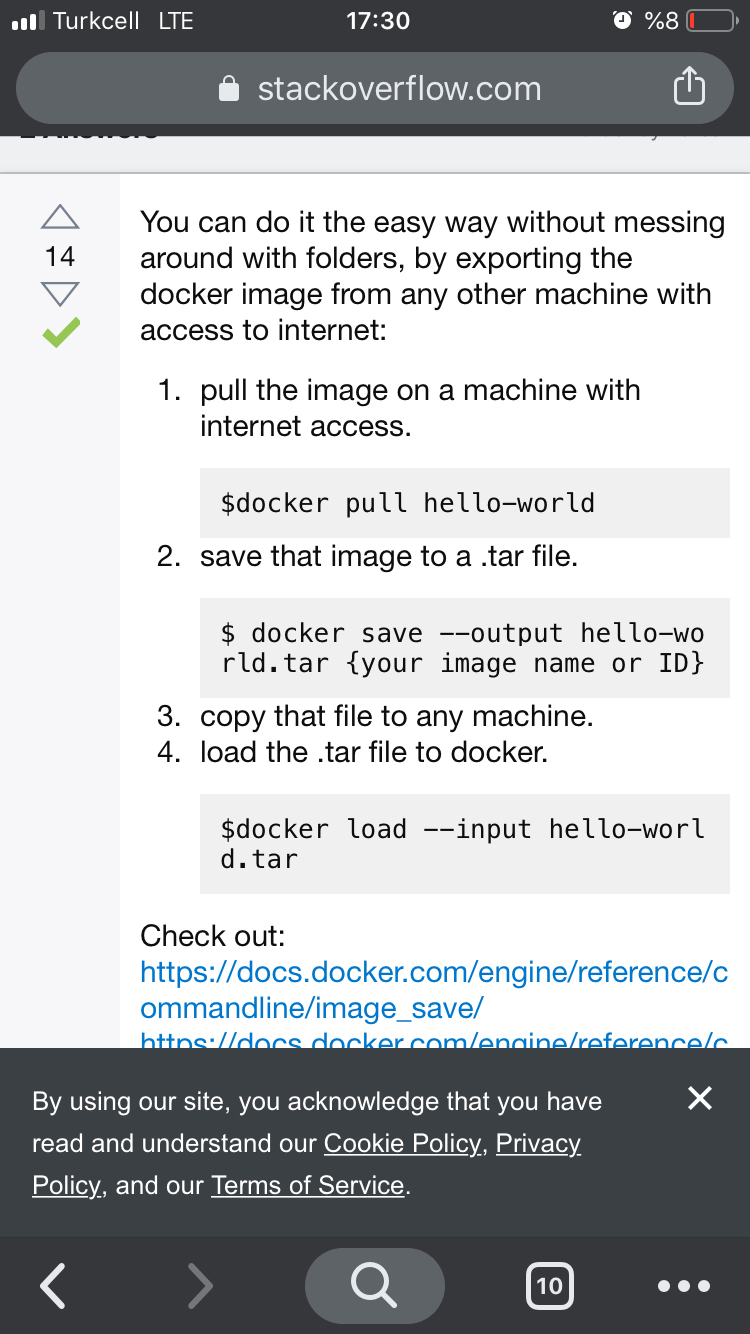 Turkcell LTE 17:30 %8
stackoverflow.com
You can do it the easy way without messing
14
around with folders, by exporting the
docker image from any other machine with
access to internet:
1. pull the image on a machine with
internet access.
$docker pull hello-world
2. save that image to a .tar file.
$ docker save --output hello-wo
rld.tar {your image name or ID}
3. copy that file to any machine.
4. load the .tar file to docker.
$docker load --input hello-worl
d.tar
Check out:
https://docs.docker.com/engine/reference/c
ommandline/image_save/
https://docs.docker.com/engine/reference/c
By using our site, you acknowledge that you have
read and understand our Cookie Policy, Privacy
Policy, and our Terms of Service.
10